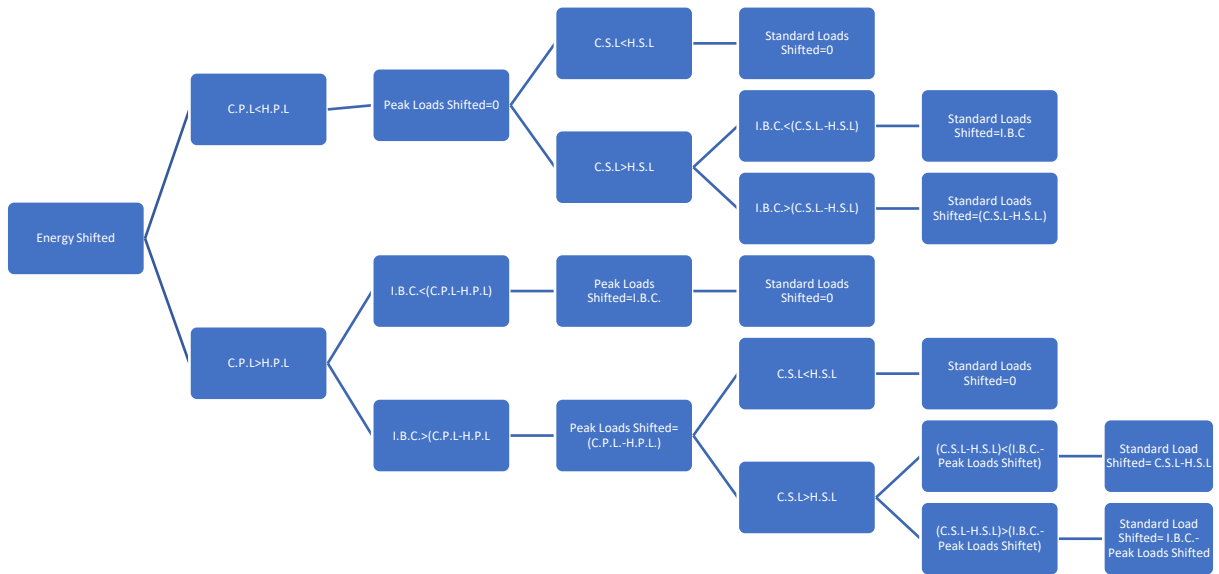 Energy Shifted
C.P.L<H.P.L
Peak Loads Shifted=0
C.S.L<H.S.L
Standard Loads
Shifted=0
C.S.L>H.S.L
I.B.C.<(C.S.L.-H.S.L)
Standard Loads
Shifted=I.B.C
I.B.C.>(C.S.L.-H.S.L)
Standard Loads
Shifted=(C.S.L-H.S.L.)
C.P.L>H.P.L
I.B.C.<(C.P.L-H.P.L)
Peak Loads
Shifted=I.B.C.
Standard Loads
Shifted=0
I.B.C.>(C.P.L-H.P.L
Peak Loads Shifted=
(C.P.L.-H.P.L.)
C.S.L<H.S.L
Standard Loads
Shifted=0
C.S.L>H.S.L
(C.S.L-H.S.L)<(I.B.C.-
Peak Loads Shiftet)
Standard Load
Shifted= C.S.L-H.S.L
(C.S.L-H.S.L)>(I.B.C.-
Peak Loads Shiftet)
Standard Load
Shifted= I.B.C.-
Peak Loads Shifted